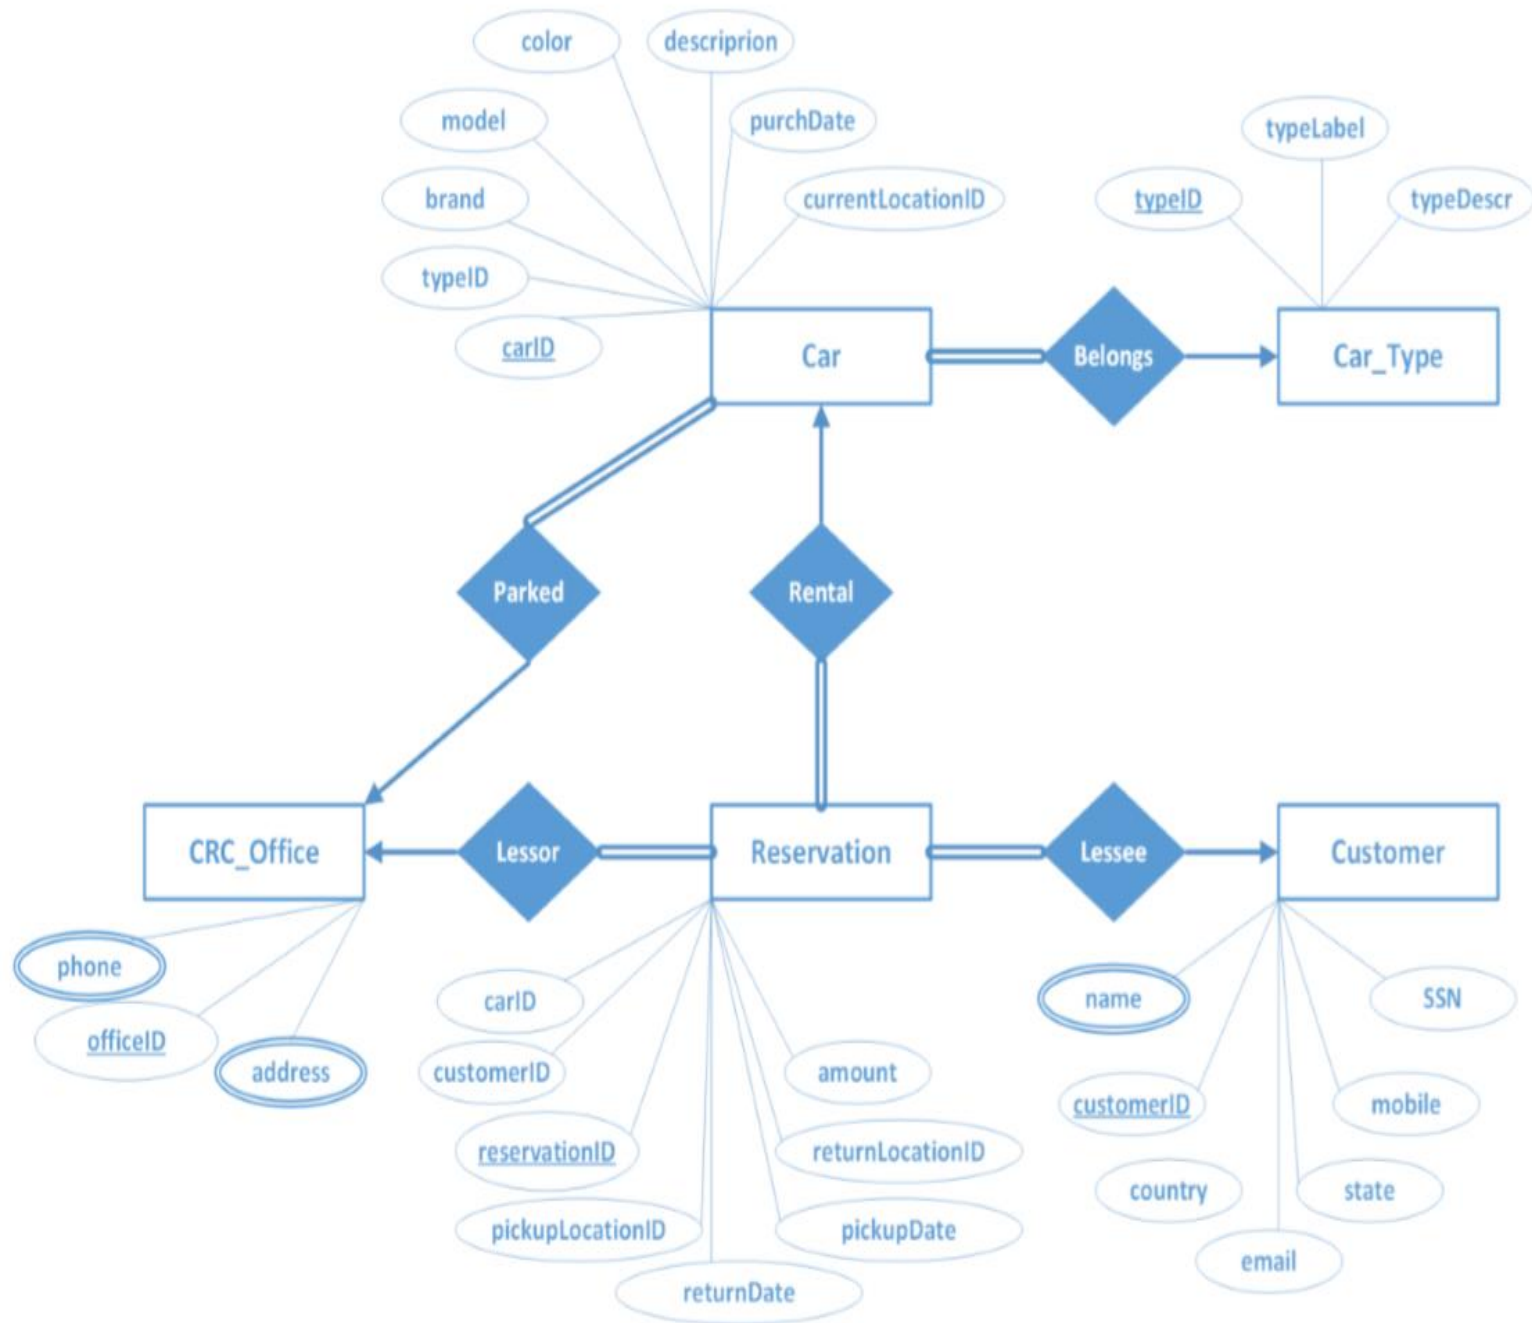 color
descriprion
model
purchDate
typeLabel
brand
currentLocationID
typeID
typeDescr
typeID
carID
Car
Belongs
Car_Type
Parked
Rental
CRC_Office
Lessor
Reservation
Lessee
Customer
phone
officeID
address
carID
customerID
reservationID
pickupLocationID
returnDate
pickupDate
returnLocationID
amount
name
SSN
customerID
mobile
country
state
email